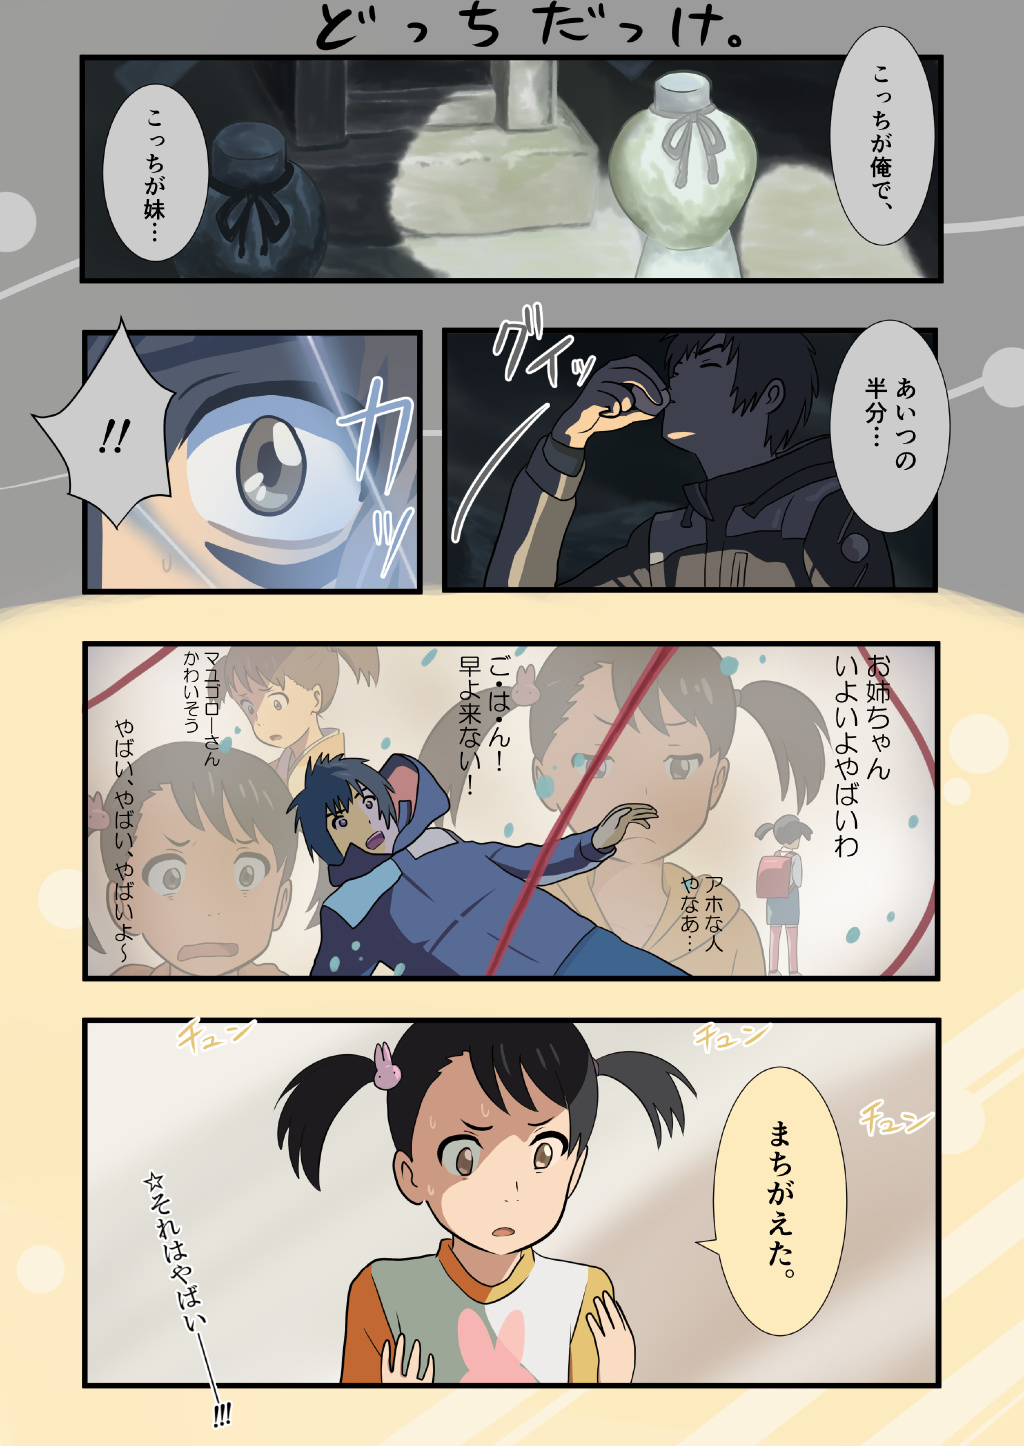 どっちだっけ。
こっちが俺で、
こっちが妹…
あいつの
半分…
グイッ
!!
カッ
お姉ちゃん
いよいよやばいわ
アホな人
やなあ…
ご・は・ん！
早よ来ない！
マユゴローさん
かわいそう
やばい、やばい、やばいよ～
チュン
チュン
チュン
まちがえた。
☆それはやばい――!!!